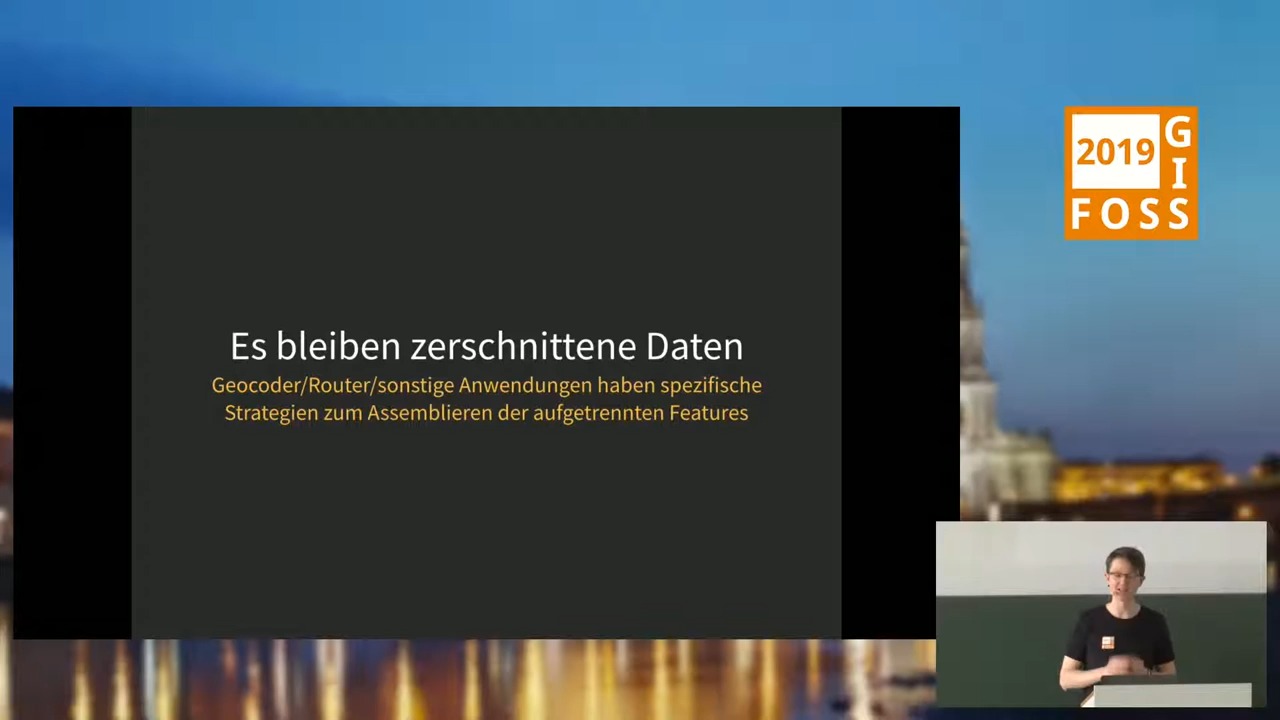 Es bleiben zerschnittene Daten
Geocoder/Router/sonstige Anwendungen haben spezifische
Strategien zum Assemblieren der aufgetrennten Features
2019
G
I
FOSS